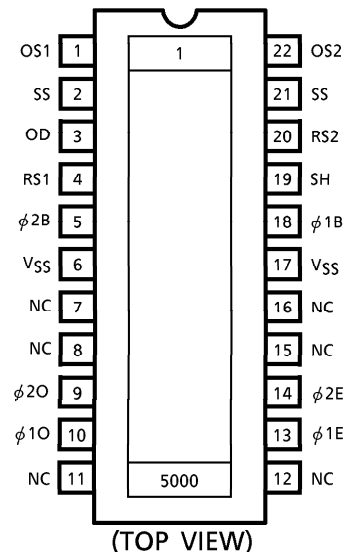 OS1 1 1 22 OS2
SS 2 21 SS
OD 3 20 RS2
RS1 4 19 SH
ϕ2B 5 18 ϕ1B
VSS 6 17 VSS
NC 7 16 NC
NC 8 15 NC
ϕ2O 9 14 ϕ2E
ϕ1O 10 13 ϕ1E
NC 11 5000 12 NC
(TOP VIEW)